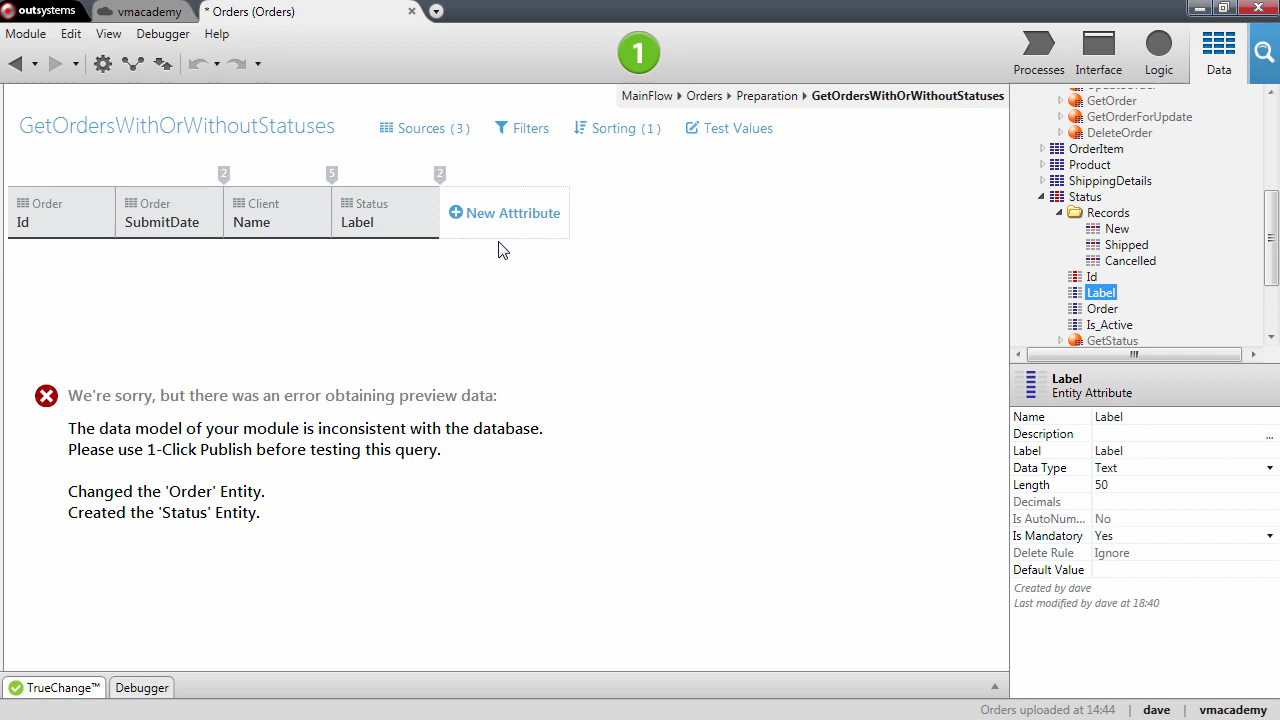 outsystems
vmacademy
* Orders (Orders)
Module Edit View Debugger Help
1
Processes Interface Logic Data
MainFlow Orders Preparation GetOrdersWithOrWithoutStatuses
GetOrdersWithOrWithoutStatuses
Sources (3) Filters Sorting (1) Test Values
2 5 2
Order Order Client Status
Id SubmitDate Name Label
New Atttribute
We're sorry, but there was an error obtaining preview data:
The data model of your module is inconsistent with the database.
Please use 1-Click Publish before testing this query.
Changed the 'Order' Entity.
Created the 'Status' Entity.
UpdateOrder
GetOrder
GetOrderForUpdate
DeleteOrder
OrderItem
Product
ShippingDetails
Status
Records
New
Shipped
Cancelled
Id
Label
Order
Is_Active
GetStatus
Label
Entity Attribute
Name Label
Description ...
Label Label
Data Type Text
Length 50
Decimals
Is AutoNum... No
Is Mandatory Yes
Delete Rule Ignore
Default Value
Created by dave
Last modified by dave at 18:40
TrueChange™ Debugger
Orders uploaded at 14:44 dave vmacademy